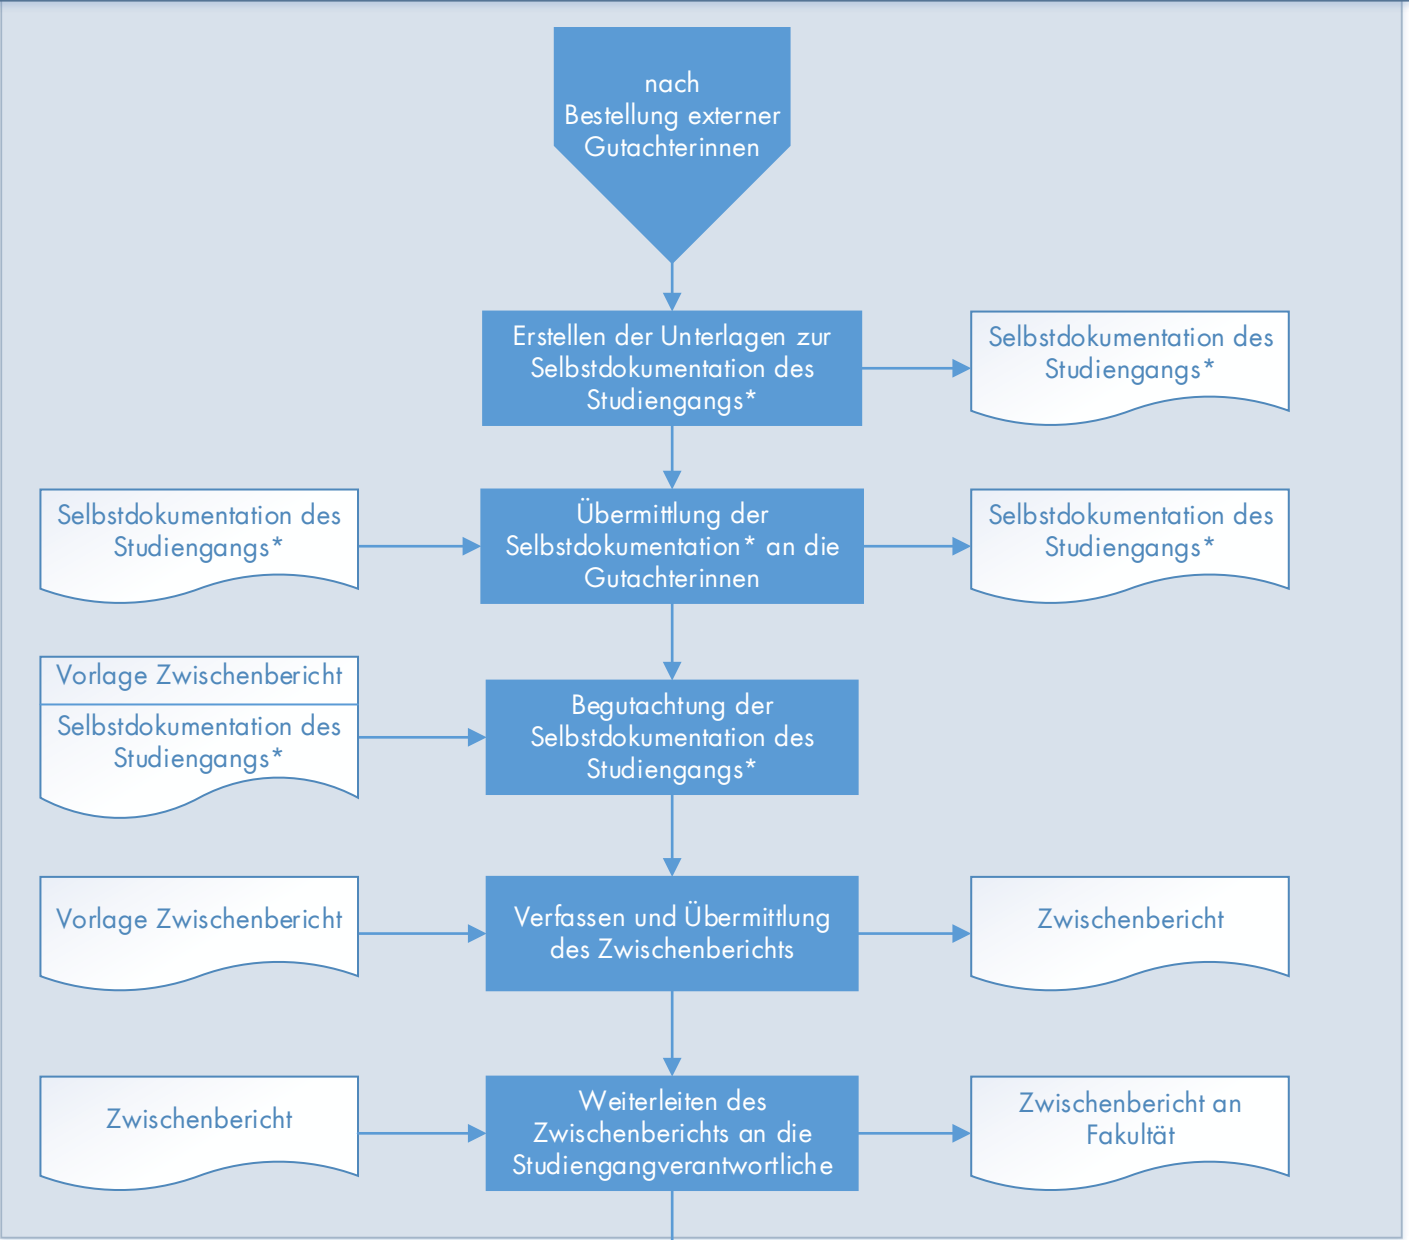 nach
Bestellung externer
Gutachterinnen
Erstellen der Unterlagen zur
Selbstdokumentation des
Studiengangs*
Selbstdokumentation des
Studiengangs*
Selbstdokumentation des
Studiengangs*
Übermittlung der
Selbstdokumentation* an die
Gutachterinnen
Selbstdokumentation des
Studiengangs*
Vorlage Zwischenbericht
Selbstdokumentation des
Studiengangs*
Begutachtung der
Selbstdokumentation des
Studiengangs*
Vorlage Zwischenbericht
Verfassen und Übermittlung
des Zwischenberichts
Zwischenbericht
Zwischenbericht
Weiterleiten des
Zwischenberichts an die
Studiengangverantwortliche
Zwischenbericht an
Fakultät